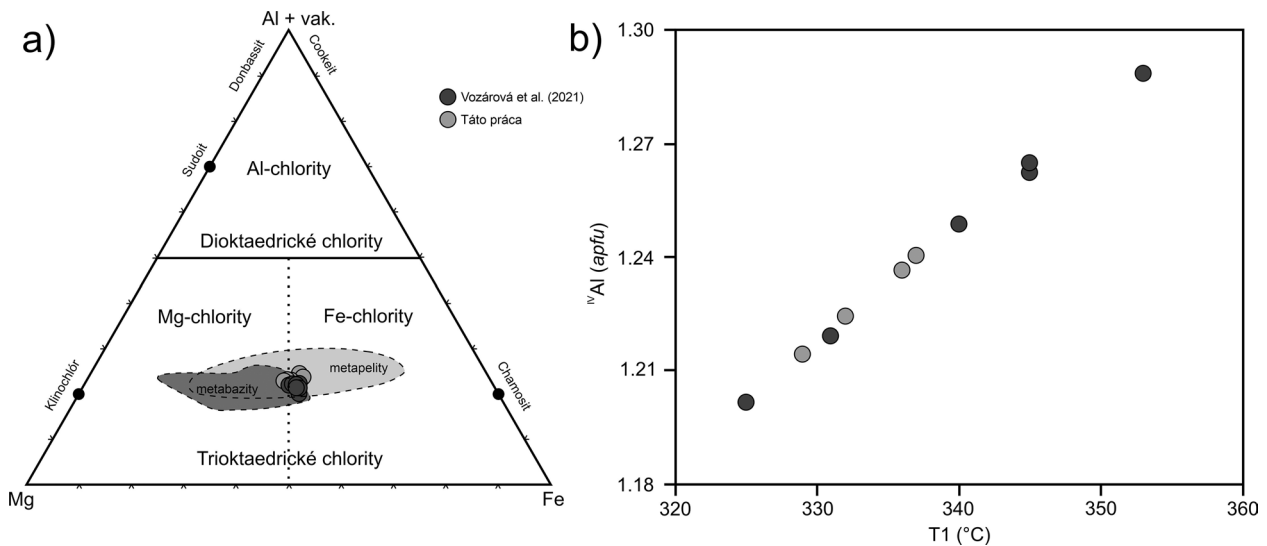 a)
Al + vak.
Donbassit
Cookeit
Vozárová et al. (2021)
Táto práca
Sudoit
Al-chlority
Dioktaedrické chlority
Mg-chlority
Fe-chlority
metapelity
metabazity
Klinochlór
Chamosit
Trioktaedrické chlority
Mg
Fe
b)
1.30
1.27
1.24
1.21
1.18
IVAl (apfu)
320
330
340
350
360
T1 (°C)